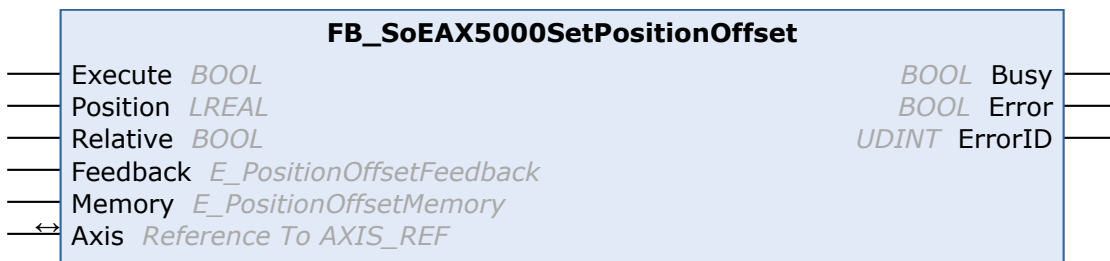 FB_SoEAX5000SetPositionOffset
Execute BOOL BOOL Busy
Position LREAL BOOL Error
Relative BOOL UDINT ErrorID
Feedback E_PositionOffsetFeedback
Memory E_PositionOffsetMemory
↔ Axis Reference To AXIS_REF